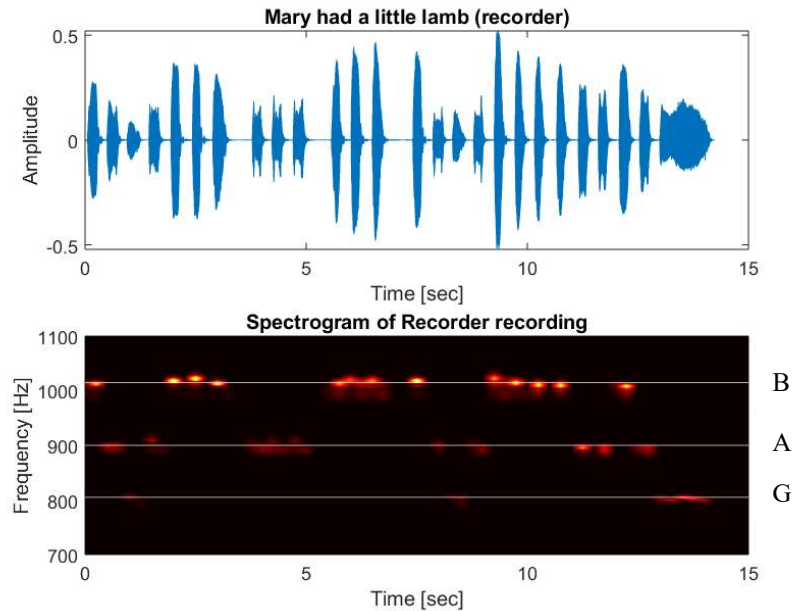 Mary had a little lamb (recorder)
0.5
0
-0.5
Amplitude
0 5 10 15
Time [sec]
Spectrogram of Recorder recording
1100
1000
900
800
700
Frequency [Hz]
B
A
G
0 5 10 15
Time [sec]